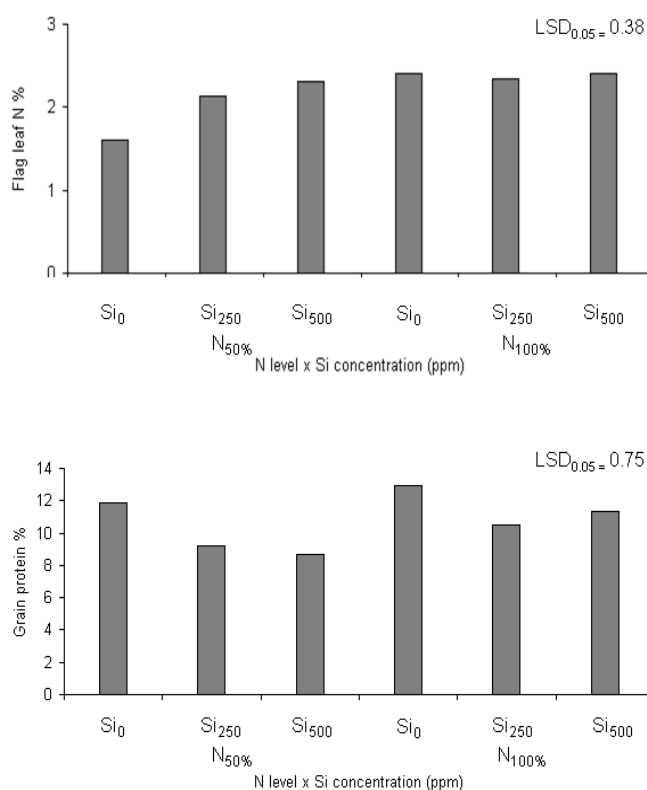 LSD0.05 = 0.38
3
2
1
0
Flag leaf N %
Si0 Si250 Si500 Si0 Si250 Si500
N50% N100%
N level x Si concentration (ppm)
LSD0.05 = 0.75
14
12
10
8
6
4
2
0
Grain protein %
Si0 Si250 Si500 Si0 Si250 Si500
N50% N100%
N level x Si concentration (ppm)